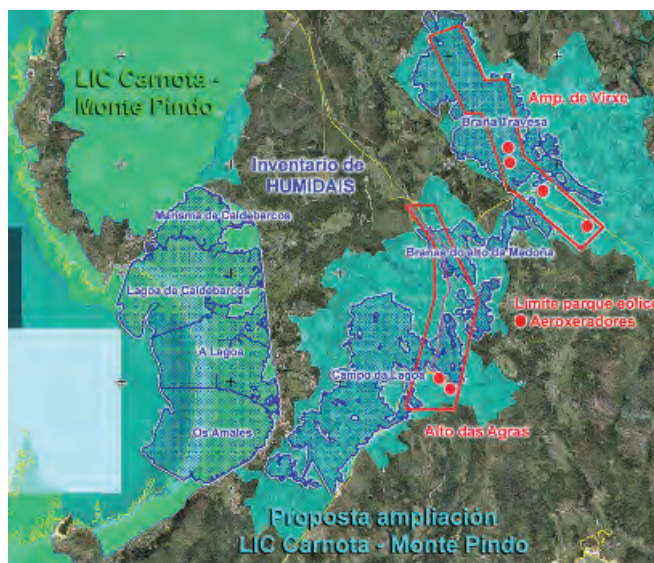 LIC Carnota -
Monte Pindo
Amp. de Virxe
Braña Travesa
Inventario de
HUMIDAIS
Marisma de Caldebarcos
Brañas do alto da Medoña
Lagoa de Caldebarcos
Limite parque eólico
Aeroxeradores
A Lagoa
Campo da Lagoa
Os Amales
Alto das Agras
Proposta ampliación
LIC Carnota - Monte Pindo